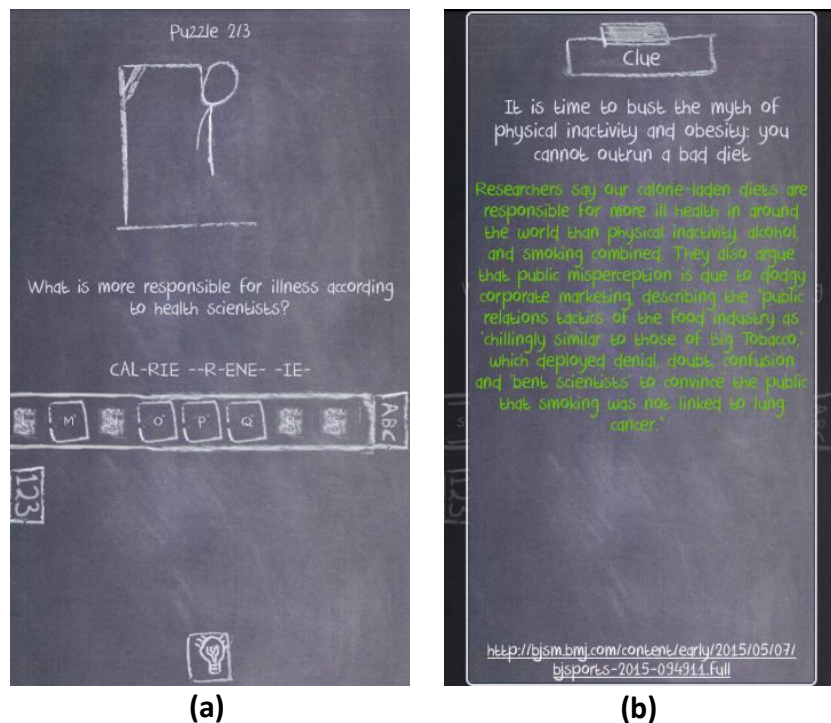 Puzzle 2/3
What is more responsible for illness according
to health scientists?
CAL-RIE --R-ENE- -IE-
M O P Q
ABC
123
(a)
Clue
It is time to bust the myth of
physical inactivity and obesity: you
cannot outrun a bad diet
Researchers say our calorie-laden diets are
responsible for more ill health in around
the world than physical inactivity, alcohol,
and smoking combined. They also argue
that public misperception is due to dodgy
corporate marketing, describing the "public
relations tactics of the food industry as
'chillingly similar to those of Big Tobacco,'
which deployed denial, doubt, confusion
and 'bent scientists' to convince the public
that smoking was not linked to lung
cancer."
http://bjsm.bmj.com/content/early/2015/05/07/
bjsports-2015-094911.full
(b)